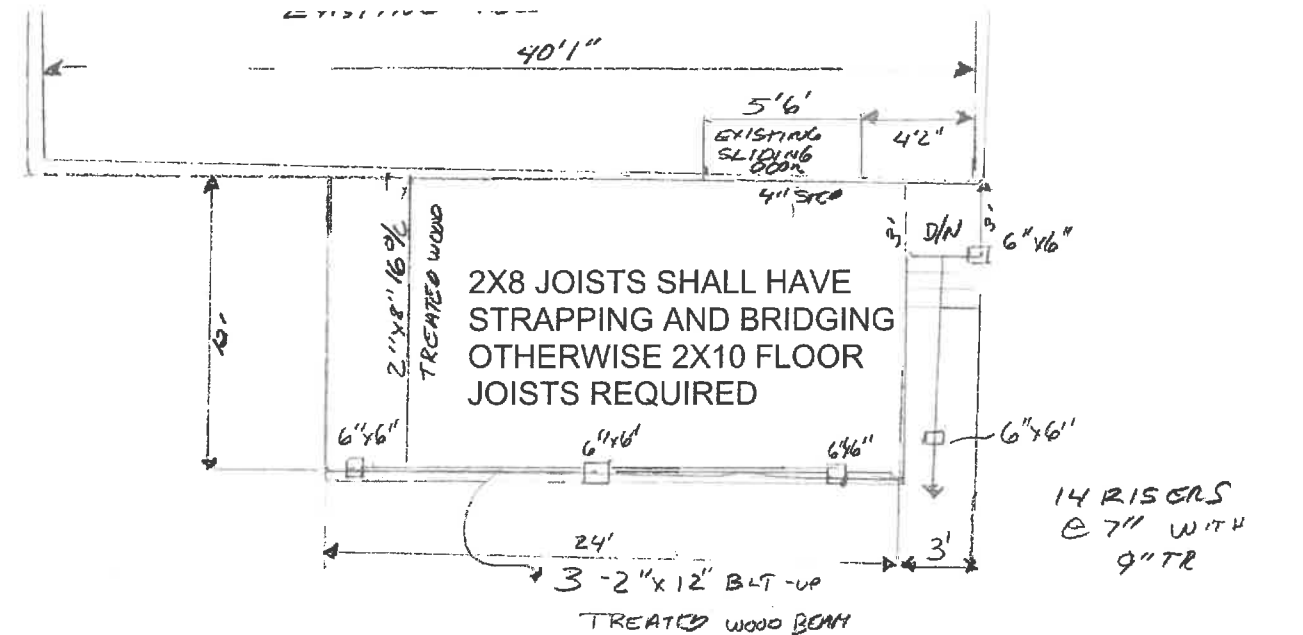 EXISTING
40'1"
5'6'
EXISTING
SLIDING
DOOR
4'2"
4" STEP
3'
D/N
3'
6"x6"
2"x8" 16 O/C
TREATED WOOD
2X8 JOISTS SHALL HAVE
STRAPPING AND BRIDGING
OTHERWISE 2X10 FLOOR
JOISTS REQUIRED
12'
6"x6"
6"x6'
6"x6"
6"x6"
14 RISERS
@ 7" WITH
9" TR
24'
3'
3 - 2"x12" BLT-UP
TREATED WOOD BEAM